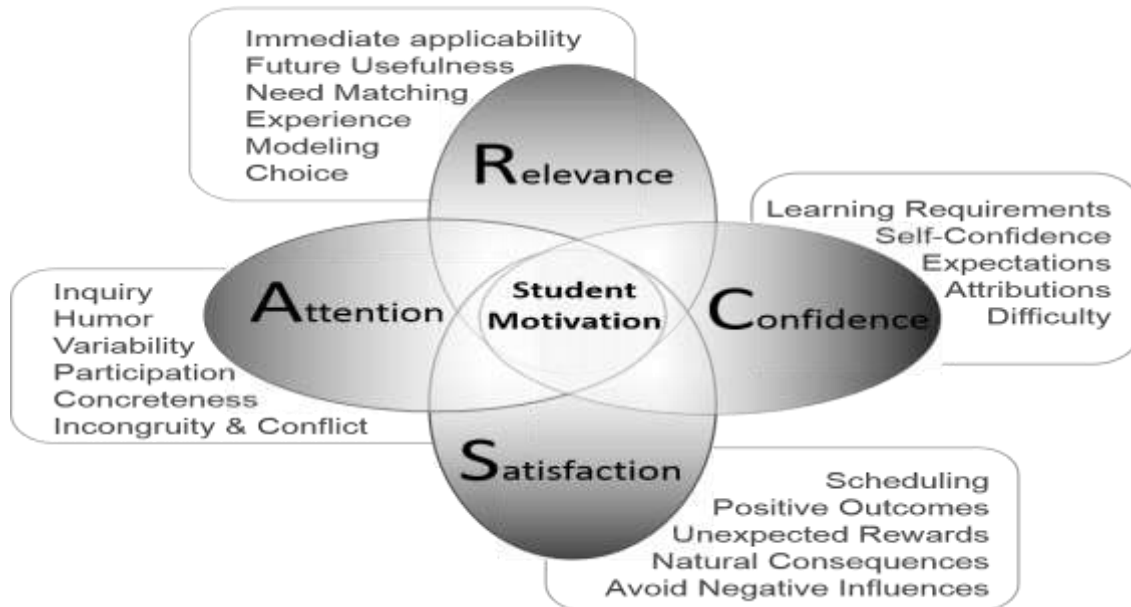 Immediate applicability
Future Usefulness
Need Matching
Experience
Modeling
Choice
Relevance
Learning Requirements
Self-Confidence
Expectations
Attributions
Difficulty
Inquiry
Humor
Variability
Participation
Concreteness
Incongruity & Conflict
Attention
Student
Motivation
Confidence
Satisfaction
Scheduling
Positive Outcomes
Unexpected Rewards
Natural Consequences
Avoid Negative Influences